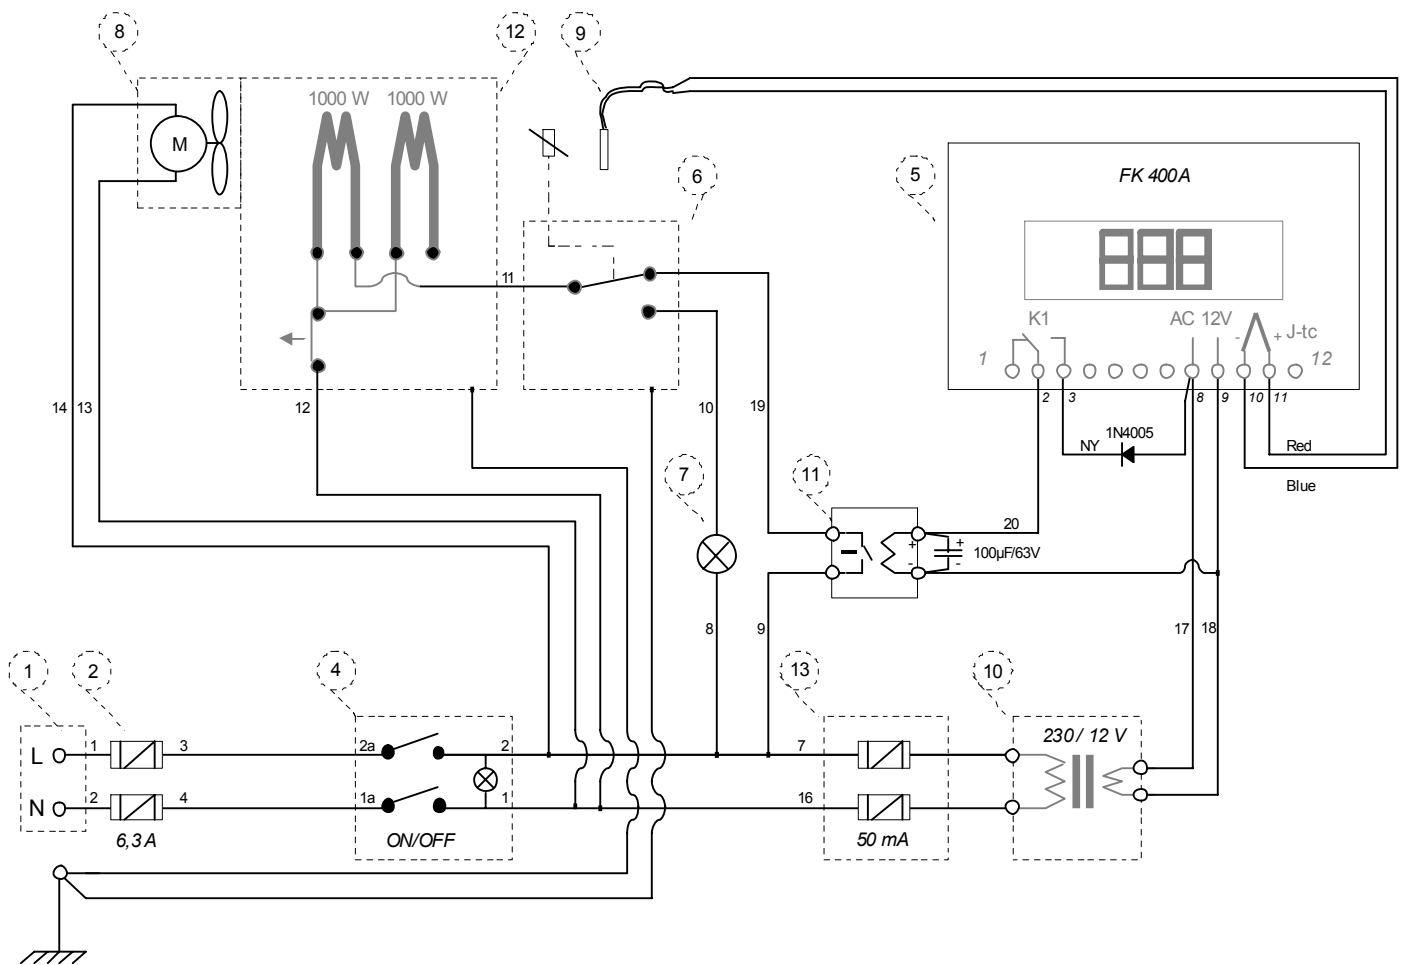 8
12
9
1000 W 1000 W
M
6
5
FK 400A
K1
AC 12V
- + J-tc
1
12
11
14 13
12
10
19
2 3 8 9 10 11
NY 1N4005
Red
Blue
7
11
20
+ +
100µF/63V
- -
8
9
17 18
1
2
4
13
10
L 1 3 2a 2 7
230 / 12 V
N 2 4 1a 1 16
6,3 A
ON/OFF
50 mA